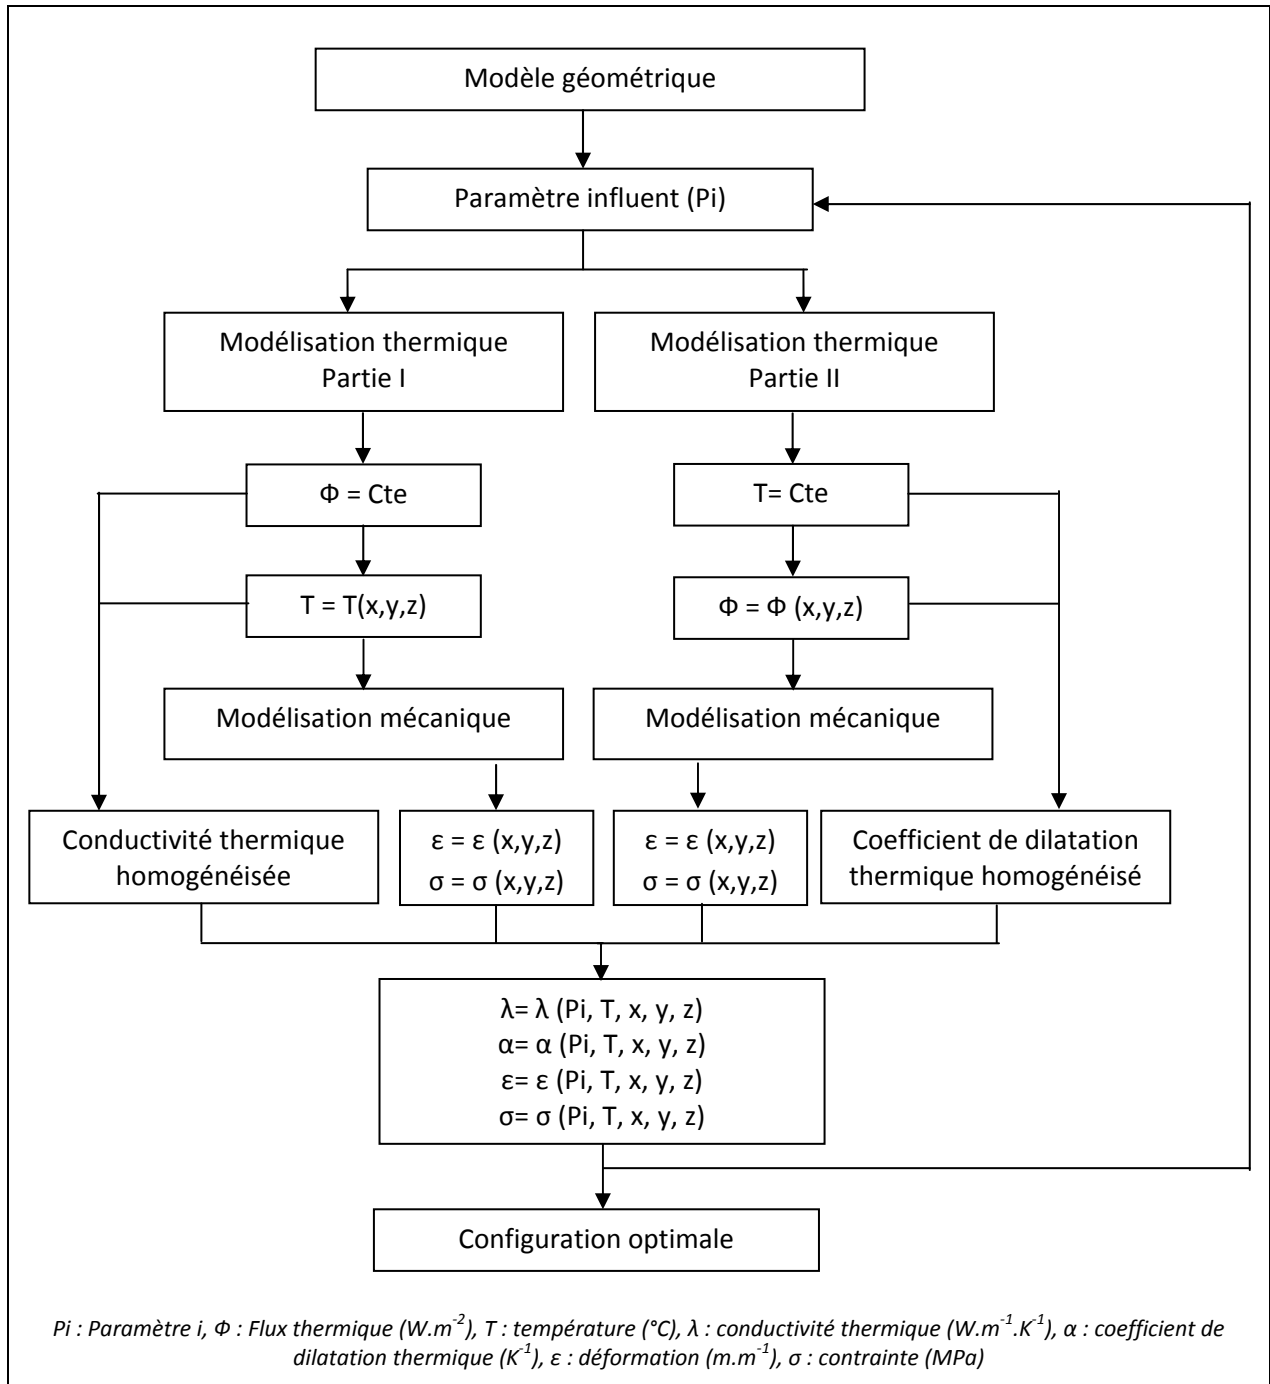 Modèle géométrique
Paramètre influent (Pi)
Modélisation thermique
Partie I
Modélisation thermique
Partie II
Φ = Cte
T= Cte
T = T(x,y,z)
Φ = Φ (x,y,z)
Modélisation mécanique
Modélisation mécanique
Conductivité thermique
homogénéisée
ε = ε (x,y,z)
σ = σ (x,y,z)
ε = ε (x,y,z)
σ = σ (x,y,z)
Coefficient de dilatation
thermique homogénéisé
λ= λ (Pi, T, x, y, z)
α= α (Pi, T, x, y, z)
ε= ε (Pi, T, x, y, z)
σ= σ (Pi, T, x, y, z)
Configuration optimale
Pi : Paramètre i, Φ : Flux thermique (W.m⁻²), T : température (°C), λ : conductivité thermique (W.m⁻¹.K⁻¹), α : coefficient de
dilatation thermique (K⁻¹), ε : déformation (m.m⁻¹), σ : contrainte (MPa)